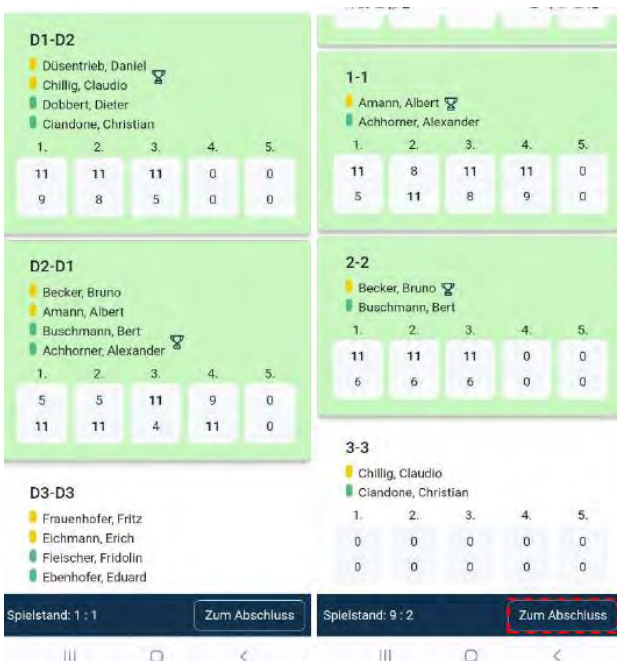 D1-D2
Düsentrieb, Daniel
Chillig, Claudio
Dobbert, Dieter
Ciandone, Christian
1. 2. 3. 4. 5.
11 11 11 0 0
9 8 5 0 0
D2-D1
Becker, Bruno
Amann, Albert
Buschmann, Bert
Achhorner, Alexander
1. 2. 3. 4. 5.
5 5 11 9 0
11 11 4 11 0
D3-D3
Frauenhofer, Fritz
Eichmann, Erich
Fleischer, Fridolin
Ebenhofer, Eduard
Spielstand: 1 : 1 Zum Abschluss
1-1
Amann, Albert
Achhorner, Alexander
1. 2. 3. 4. 5.
11 8 11 11 0
5 11 8 9 0
2-2
Becker, Bruno
Buschmann, Bert
1. 2. 3. 4. 5.
11 11 11 0 0
6 6 6 0 0
3-3
Chillig, Claudio
Ciandone, Christian
1. 2. 3. 4. 5.
0 0 0 0 0
0 0 0 0 0
Spielstand: 9 : 2 Zum Abschluss